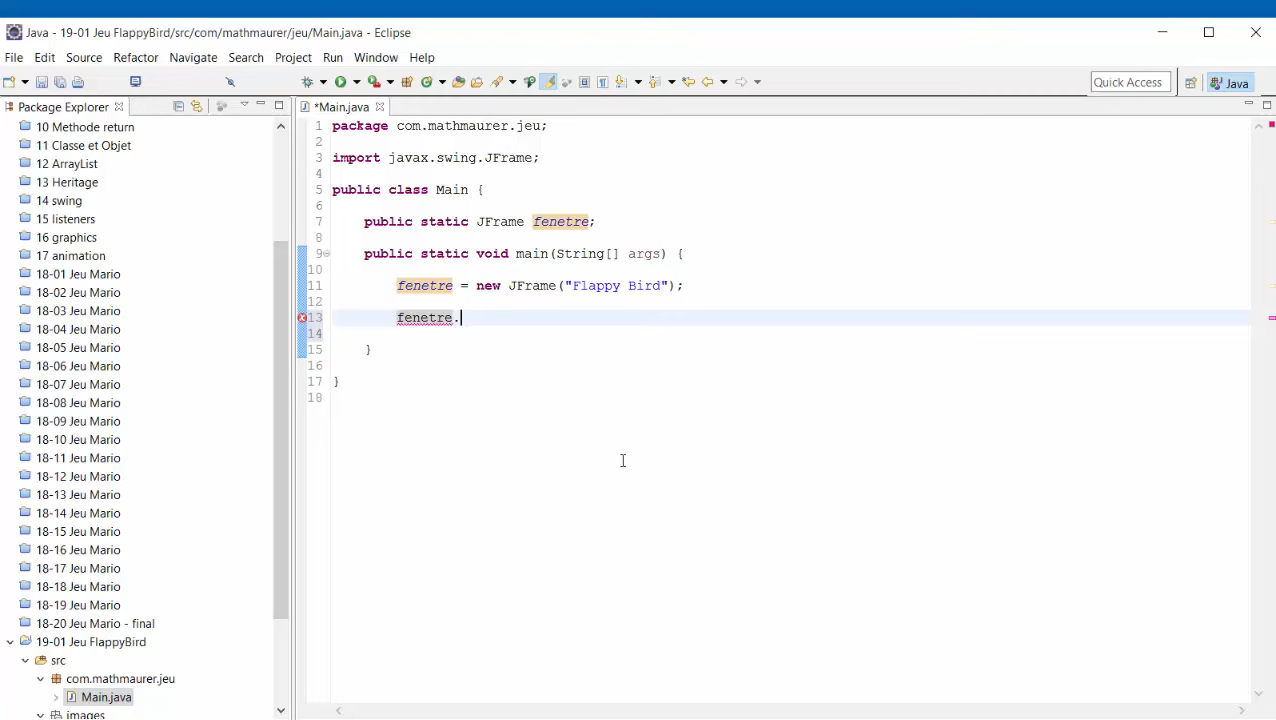 Java - 19-01 Jeu FlappyBird/src/com/mathmaurer/jeu/Main.java - Eclipse
File Edit Source Refactor Navigate Search Project Run Window Help
Quick Access Java
Package Explorer
*Main.java
10 Methode return
11 Classe et Objet
12 ArrayList
13 Heritage
14 swing
15 listeners
16 graphics
17 animation
18-01 Jeu Mario
18-02 Jeu Mario
18-03 Jeu Mario
18-04 Jeu Mario
18-05 Jeu Mario
18-06 Jeu Mario
18-07 Jeu Mario
18-08 Jeu Mario
18-09 Jeu Mario
18-10 Jeu Mario
18-11 Jeu Mario
18-12 Jeu Mario
18-13 Jeu Mario
18-14 Jeu Mario
18-15 Jeu Mario
18-16 Jeu Mario
18-17 Jeu Mario
18-18 Jeu Mario
18-19 Jeu Mario
18-20 Jeu Mario - final
19-01 Jeu FlappyBird
src
com.mathmaurer.jeu
Main.java
images
1 package com.mathmaurer.jeu;
2
3 import javax.swing.JFrame;
4
5 public class Main {
6
7 public static JFrame fenetre;
8
9 public static void main(String[] args) {
10
11 fenetre = new JFrame("Flappy Bird");
12
13 fenetre.
14
15 }
16
17 }
18